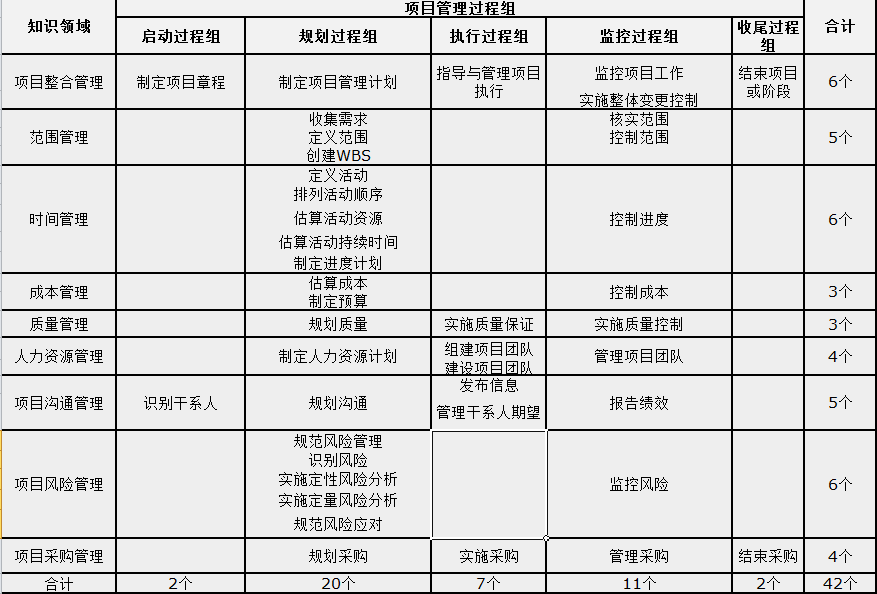 项目管理过程组
知识领域
启动过程组
规划过程组
执行过程组
监控过程组
收尾过程
组
合计
项目整合管理
制定项目章程
制定项目管理计划
指导与管理项目
执行
监控项目工作
实施整体变更控制
结束项目
或阶段
6个
范围管理
收集需求
定义范围
创建WBS
核实范围
控制范围
5个
时间管理
定义活动
排列活动顺序
估算活动资源
估算活动持续时间
制定进度计划
控制进度
6个
成本管理
估算成本
制定预算
控制成本
3个
质量管理
规划质量
实施质量保证
实施质量控制
3个
人力资源管理
制定人力资源计划
组建项目团队
建设项目团队
管理项目团队
4个
项目沟通管理
识别干系人
规划沟通
发布信息
管理干系人期望
报告绩效
5个
项目风险管理
规范风险管理
识别风险
实施定性风险分析
实施定量风险分析
规范风险应对
监控风险
6个
项目采购管理
规划采购
实施采购
管理采购
结束采购
4个
合计
2个
20个
7个
11个
2个
42个